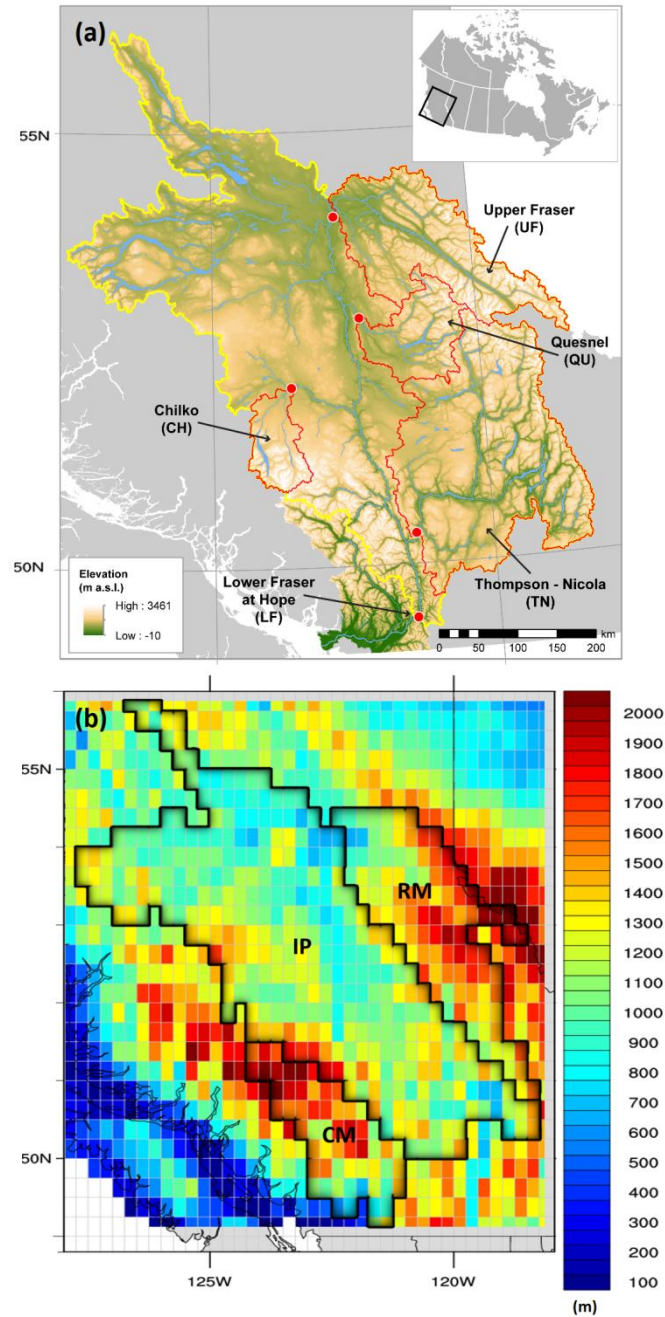 (a)
55N
Upper Fraser
(UF)
Quesnel
(QU)
Chilko
(CH)
50N
Elevation
(m a.s.l.)
High : 3461
Low : -10
Lower Fraser
at Hope
(LF)
Thompson - Nicola
(TN)
km
0 25 50 100 150 200
(b)
2000
1900
1800
1700
1600
1500
1400
1300
1200
1100
1000
900
800
700
600
500
400
300
200
100
(m)
55N
50N
RM
IP
CM
125W
120W